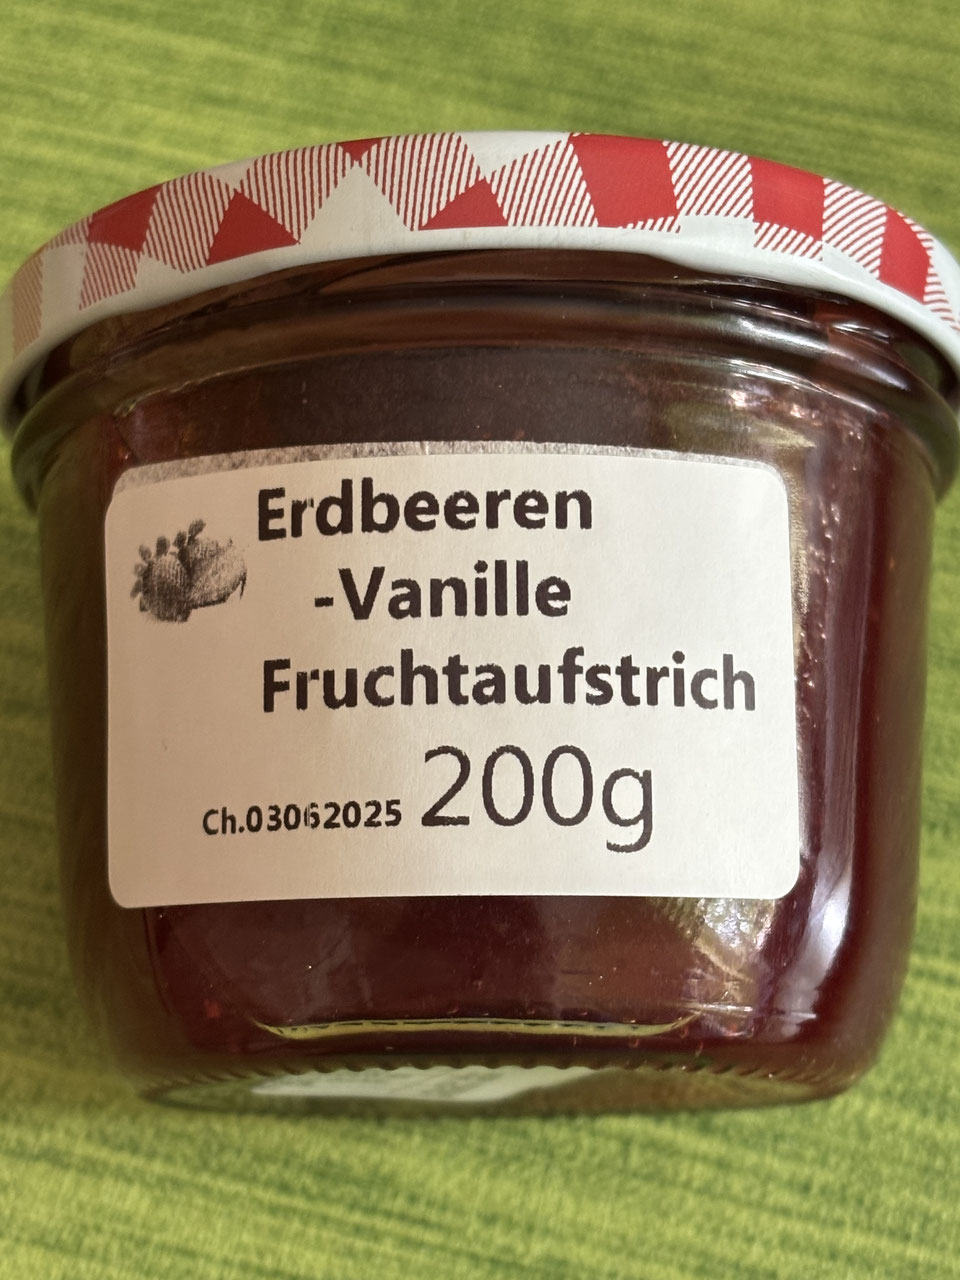 Erdbeeren
-Vanille
Fruchtaufstrich
Ch.03062025 200g